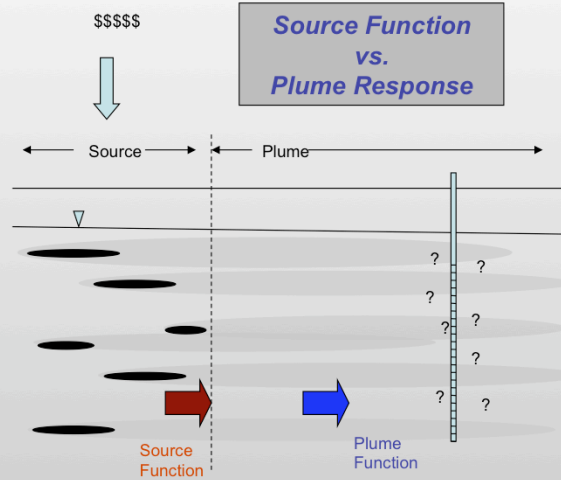 $$$$$
Source Function
vs.
Plume Response
Source
Plume
?
?
?
?
?
?
?
?
Source
Function
Plume
Function